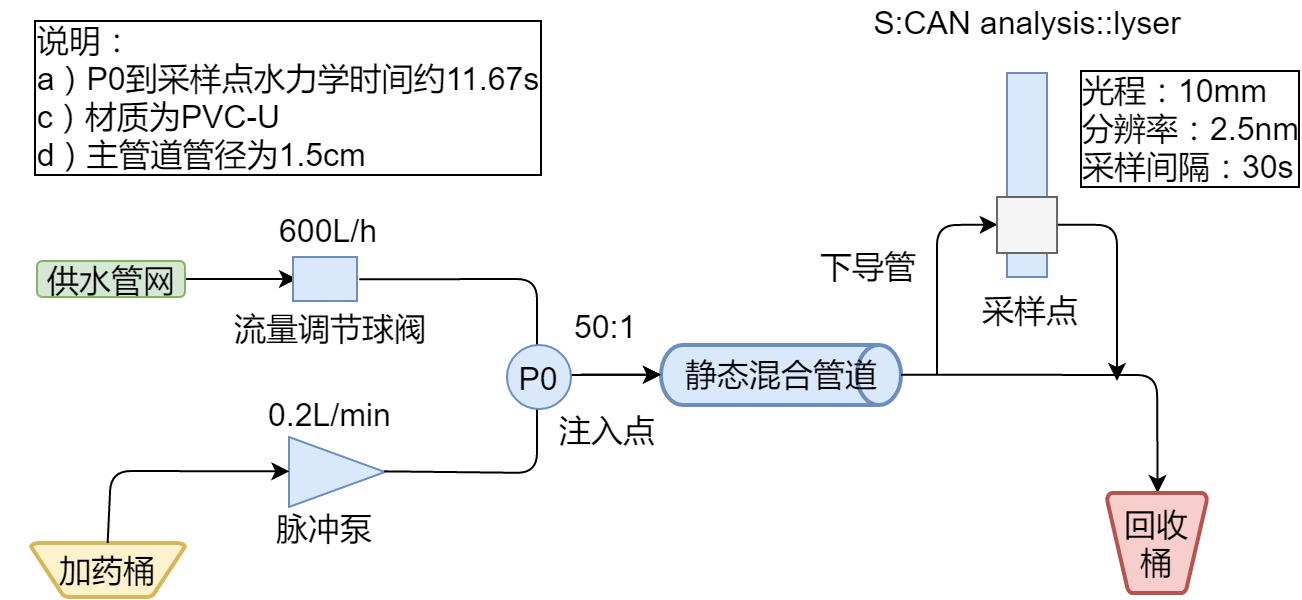 S:CAN analysis::lyser
说明：
a）P0到采样点水力学时间约11.67s
c）材质为PVC-U
d）主管道管径为1.5cm
光程：10mm
分辨率：2.5nm
采样间隔：30s
600L/h
供水管网
流量调节球阀
下导管
采样点
50:1
P0
静态混合管道
注入点
0.2L/min
脉冲泵
加药桶
回收
桶